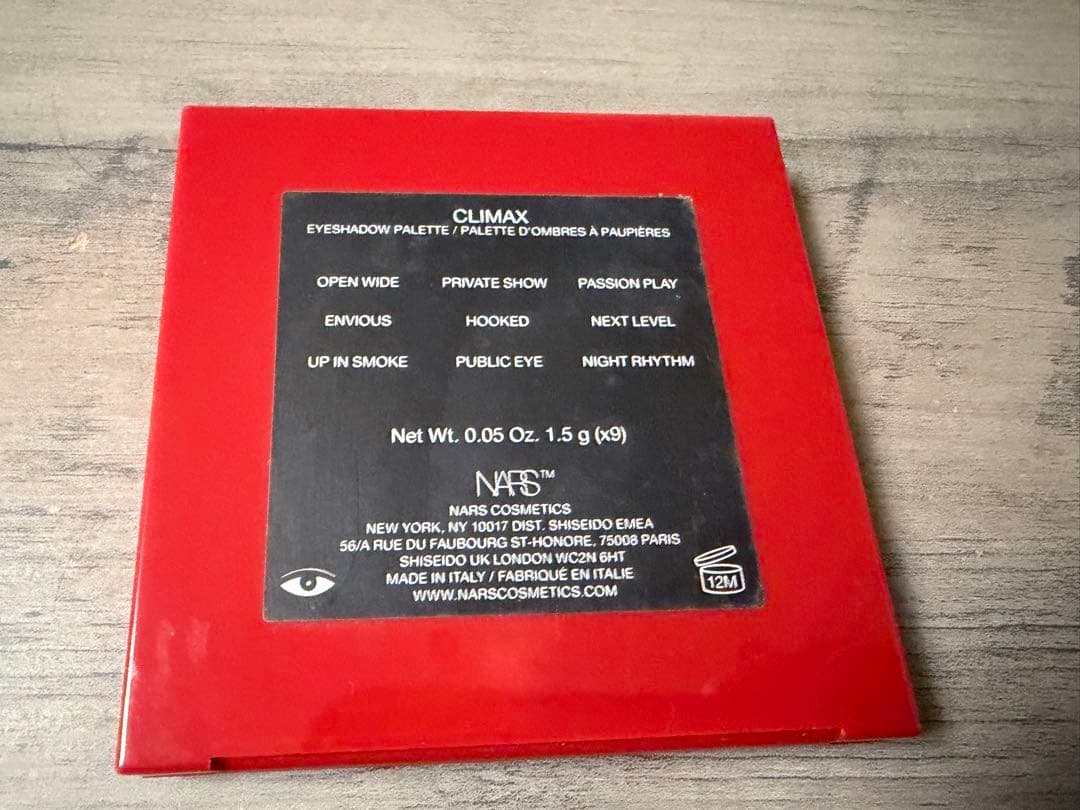 CLIMAX
EYESHADOW PALETTE / PALETTE D'OMBRES À PAUPIÈRES
OPEN WIDE PRIVATE SHOW PASSION PLAY
ENVIOUS HOOKED NEXT LEVEL
UP IN SMOKE PUBLIC EYE NIGHT RHYTHM
Net Wt. 0.05 Oz. 1.5 g (x9)
NARS™
NARS COSMETICS
NEW YORK, NY 10017 DIST. SHISEIDO EMEA
56/A RUE DU FAUBOURG ST-HONORE, 75008 PARIS
SHISEIDO UK LONDON WC2N 6HT
MADE IN ITALY / FABRIQUÉ EN ITALIE
WWW.NARSCOSMETICS.COM
12M